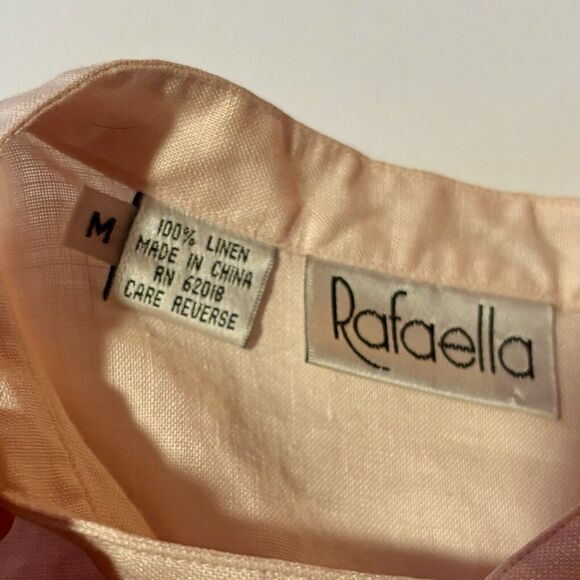 M
100% LINEN
MADE IN CHINA
RN 62018
CARE REVERSE
Rafaella